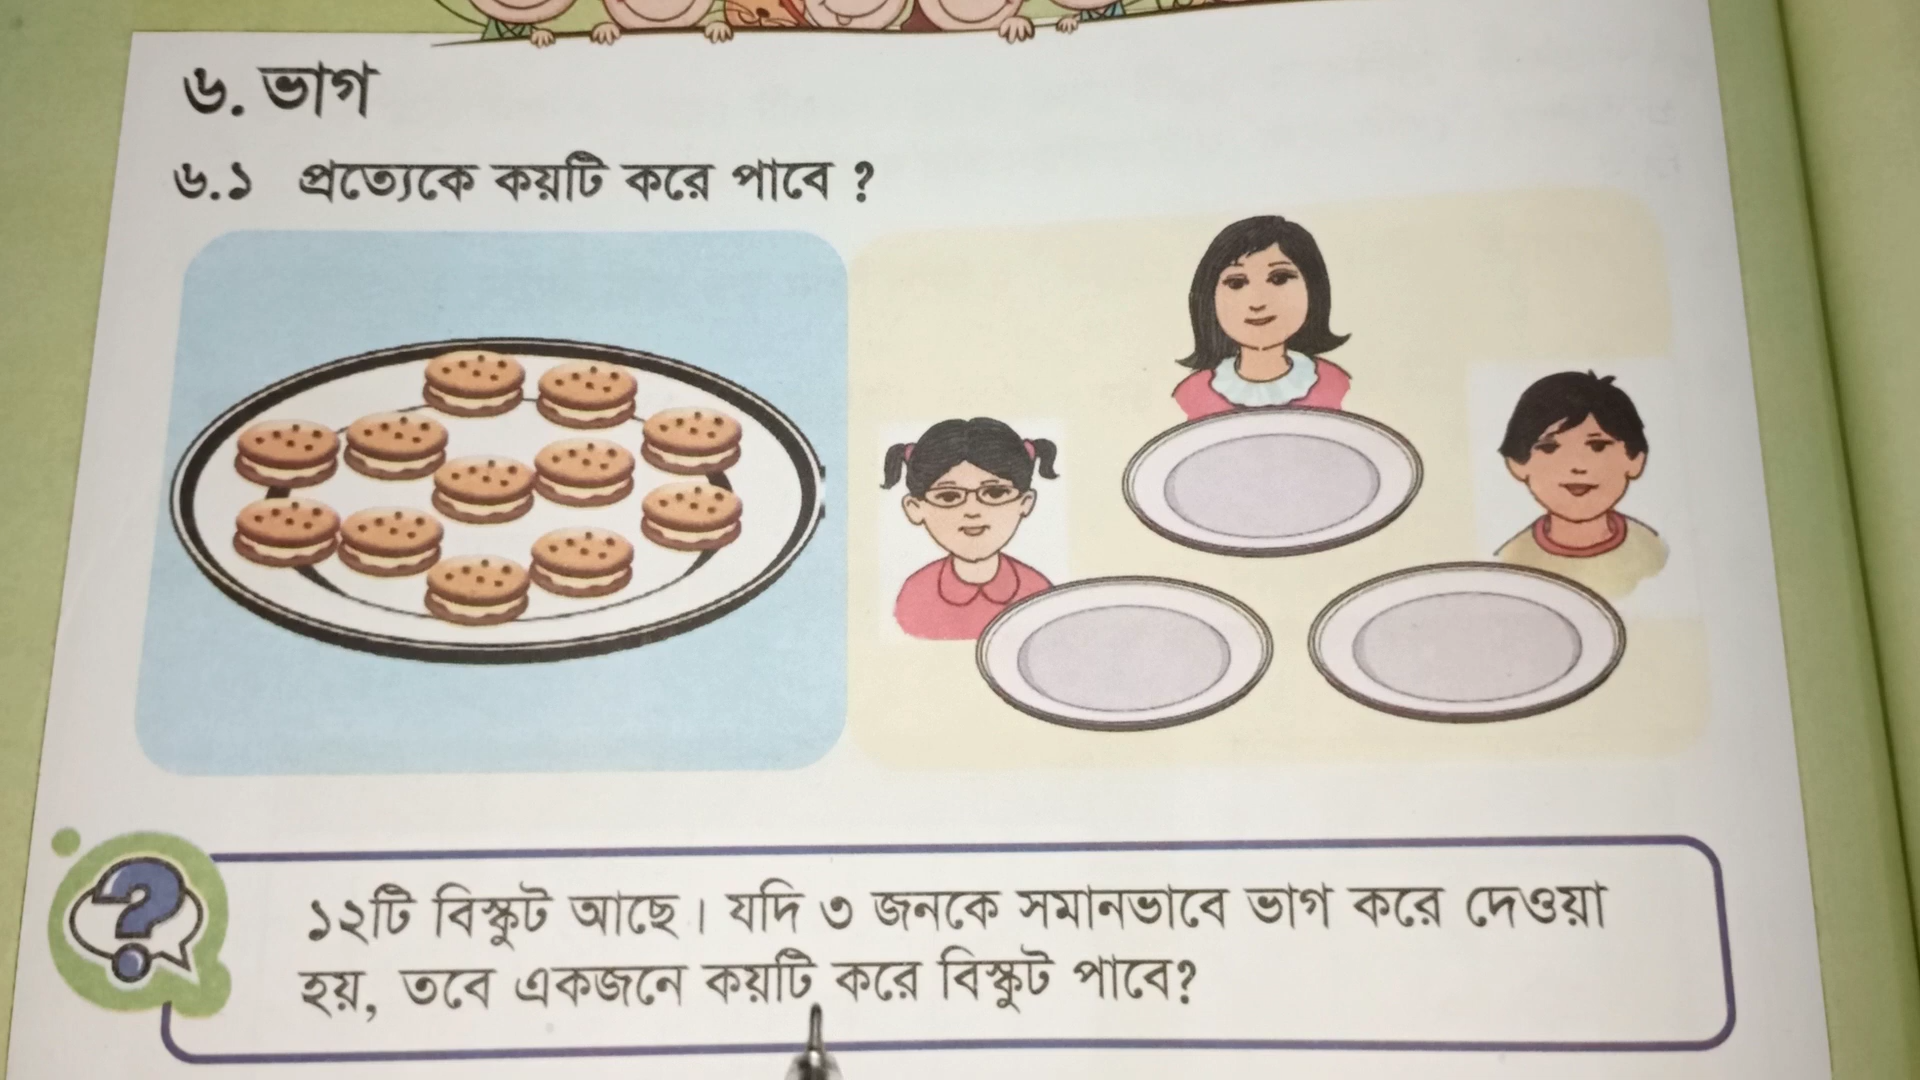 ৬. ভাগ
৬.১ প্রত্যেকে কয়টি করে পাবে ?
১২টি বিস্কুট আছে। যদি ৩ জনকে সমানভাবে ভাগ করে দেওয়া
হয়, তবে একজনে কয়টি করে বিস্কুট পাবে?